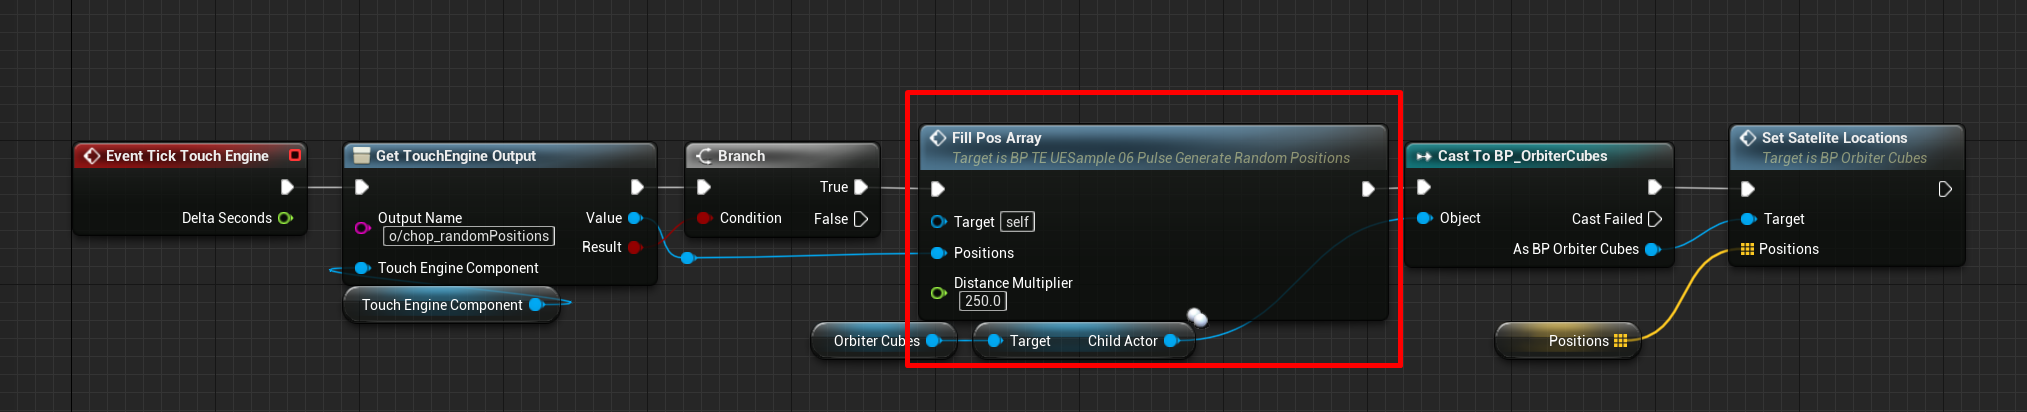 Event Tick Touch Engine
Delta Seconds
Get TouchEngine Output
Output Name
o/chop_randomPositions
Value
Result
Touch Engine Component
Touch Engine Component
Branch
True
Condition
False
Fill Pos Array
Target is BP TE UESample 06 Pulse Generate Random Positions
Target self
Positions
Distance Multiplier
250.0
Orbiter Cubes
Target Child Actor
Cast To BP_OrbiterCubes
Object
Cast Failed
As BP Orbiter Cubes
Set Satelite Locations
Target is BP Orbiter Cubes
Target
Positions
Positions